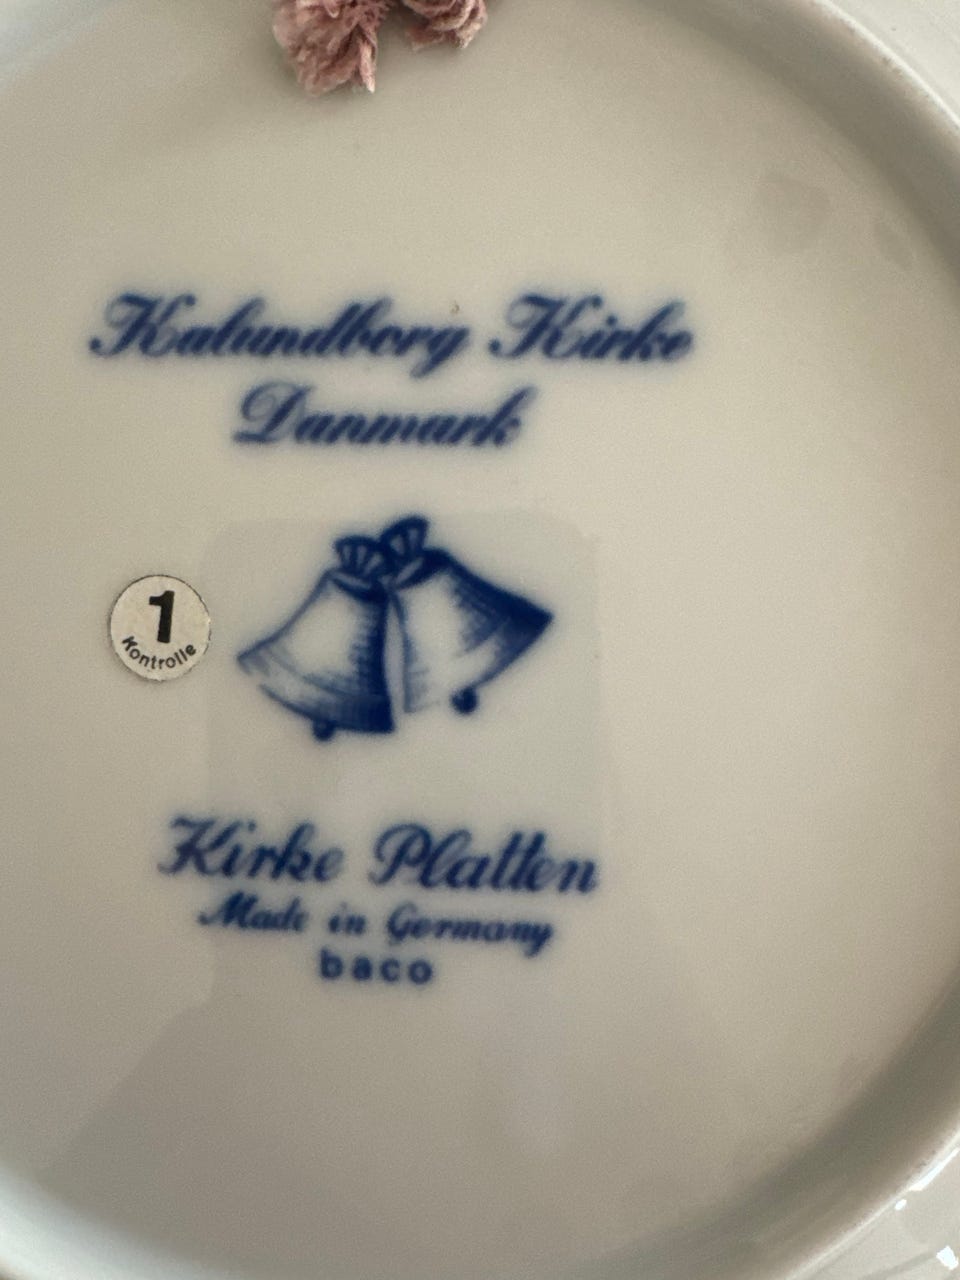 Kalundborg Kirke
Danmark
1
Kontrolle
Kirke Platten
Made in Germany
baco